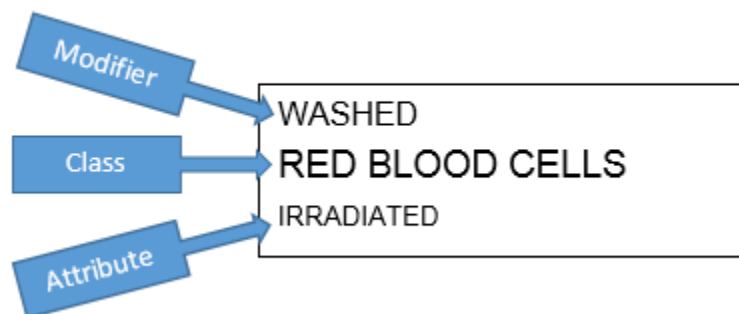 Modifier
WASHED
Class
RED BLOOD CELLS
IRRADIATED
Attribute